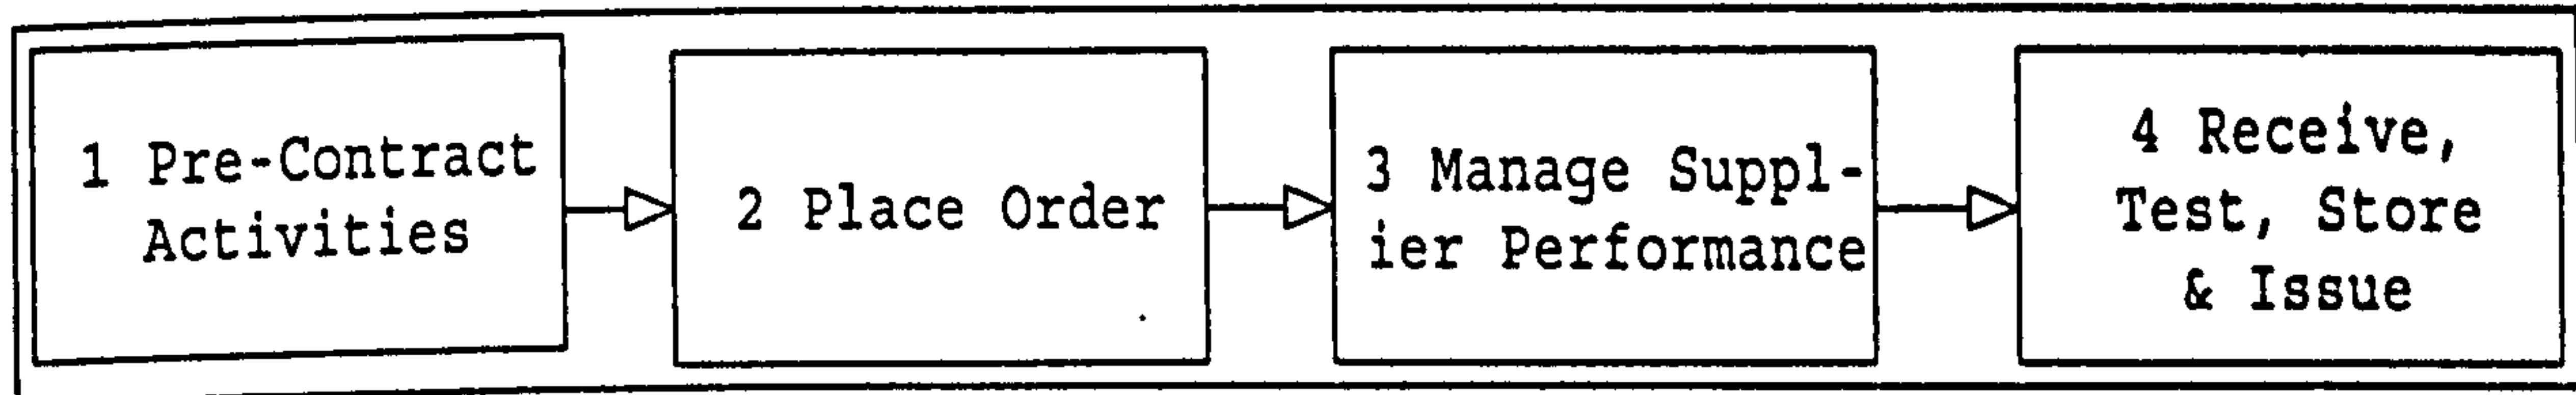 1 Pre-Contract
Activities
2 Place Order
3 Manage Suppl-
ier Performance
4 Receive,
Test, Store
& Issue